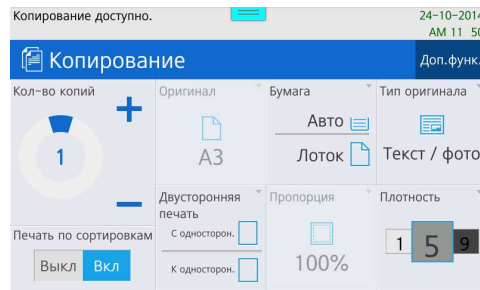 Копирование доступно.
24-10-2014
AM 11 50
Копирование
Доп.функ.
Кол-во копий
1
Оригинал
A3
Бумага
Авто
Лоток
Тип оригинала
Текст / фото
Печать по сортировкам
Выкл Вкл
Двусторонняя
печать
С односторон.
К односторон.
Пропорция
100%
Плотность
1 5 9